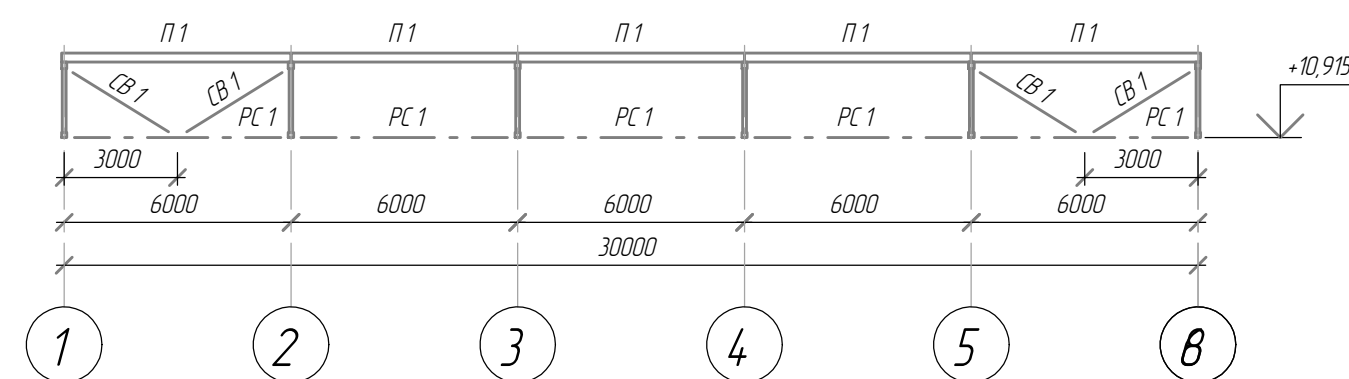 П1 П1 П1 П1 П1
СВ1 СВ1 СВ1 СВ1 +10,915
РС1 РС1 РС1 РС1 РС1
3000 3000
6000 6000 6000 6000 6000
30000
1 2 3 4 5 в